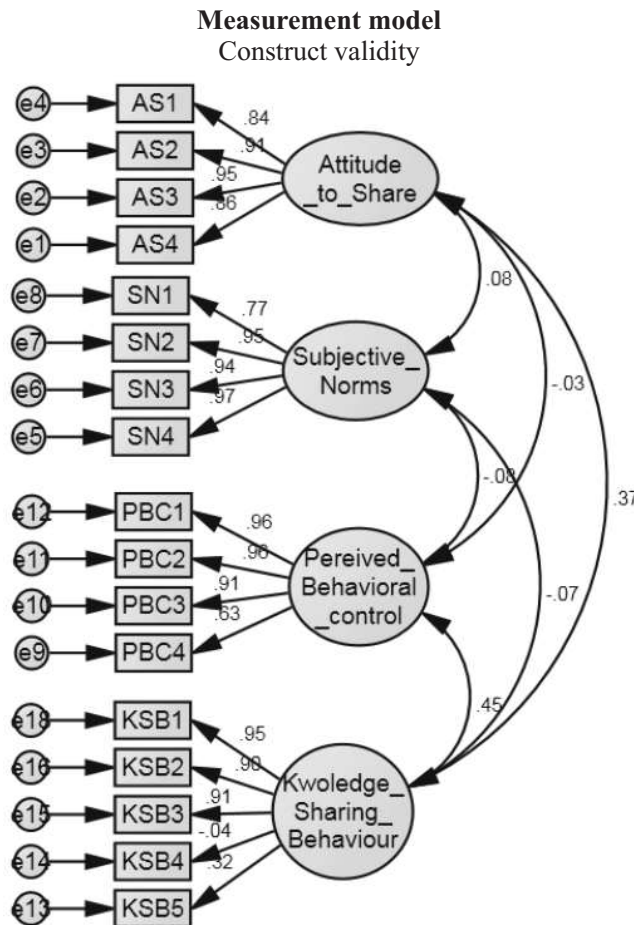 Measurement model
Construct validity
e4 AS1 .84
e3 AS2 .91
e2 AS3 .95
e1 AS4 .86
Attitude
_to_Share
e8 SN1 .77
e7 SN2 .95
e6 SN3 .94
e5 SN4 .97
Subjective_
Norms
.08
-.03
e12 PBC1 .96
e11 PBC2 .96
e10 PBC3 .91
e9 PBC4 .63
Pereived_
Behavioral
_control
-.08
.37
-.07
.45
e18 KSB1 .95
e16 KSB2 .90
e15 KSB3 .91
e14 KSB4 -.04
e13 KSB5 .32
Kwoledge_
Sharing_
Behaviour